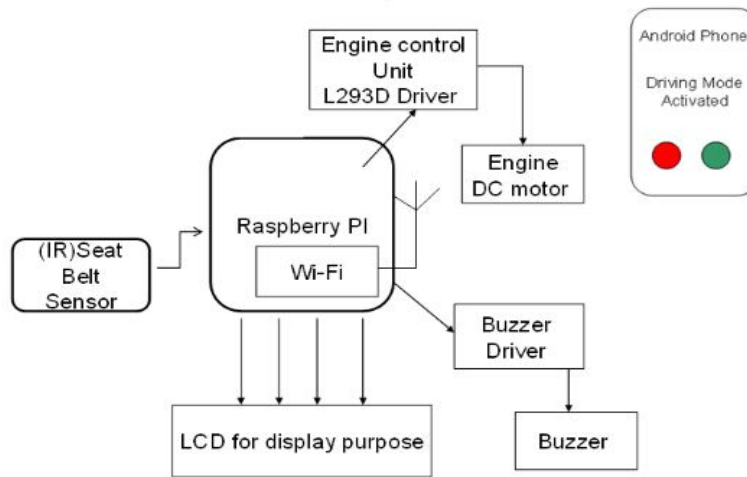 Engine control
Unit
L293D Driver
Android Phone
Driving Mode
Activated
Engine
DC motor
Raspberry PI
Wi-Fi
(IR)Seat
Belt
Sensor
Buzzer
Driver
LCD for display purpose
Buzzer